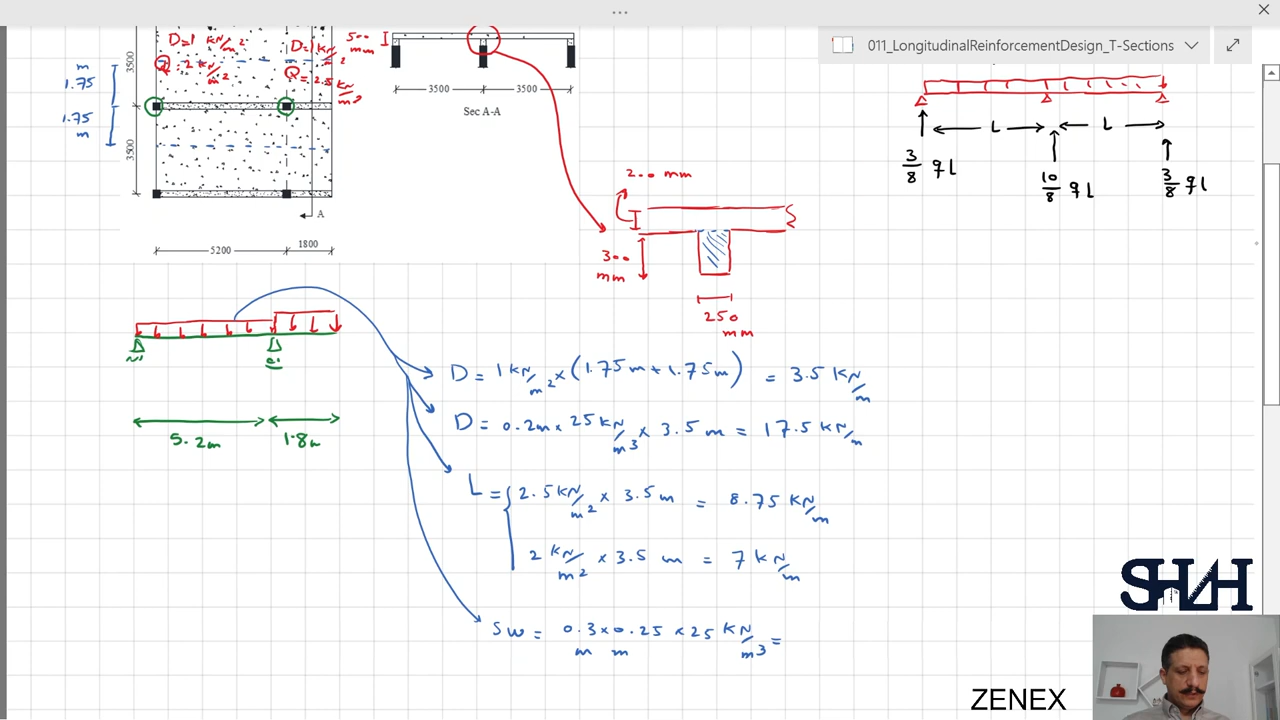 011_LongitudinalReinforcementDesign_T-Sections
D=1 KN/m²
Q=2 KN/m²
D=1 KN/m²
Q=2.5 KN/m²
1.75 m
1.75 m
3500
3500
A
5200
1800
500 mm
3500
3500
Sec A-A
200 mm
300 mm
250 mm
L
L
3/8 qL
10/8 qL
3/8 qL
5.2m
1.8m
D = 1 KN/m² × (1.75 m + 1.75 m) = 3.5 KN/m
D = 0.2m × 25 KN/m³ × 3.5 m = 17.5 KN/m
L = { 2.5 KN/m² × 3.5 m = 8.75 KN/m
2 KN/m² × 3.5 m = 7 KN/m
SW = 0.3 m × 0.25 m × 25 KN/m³ =
SHLH
ZENEX